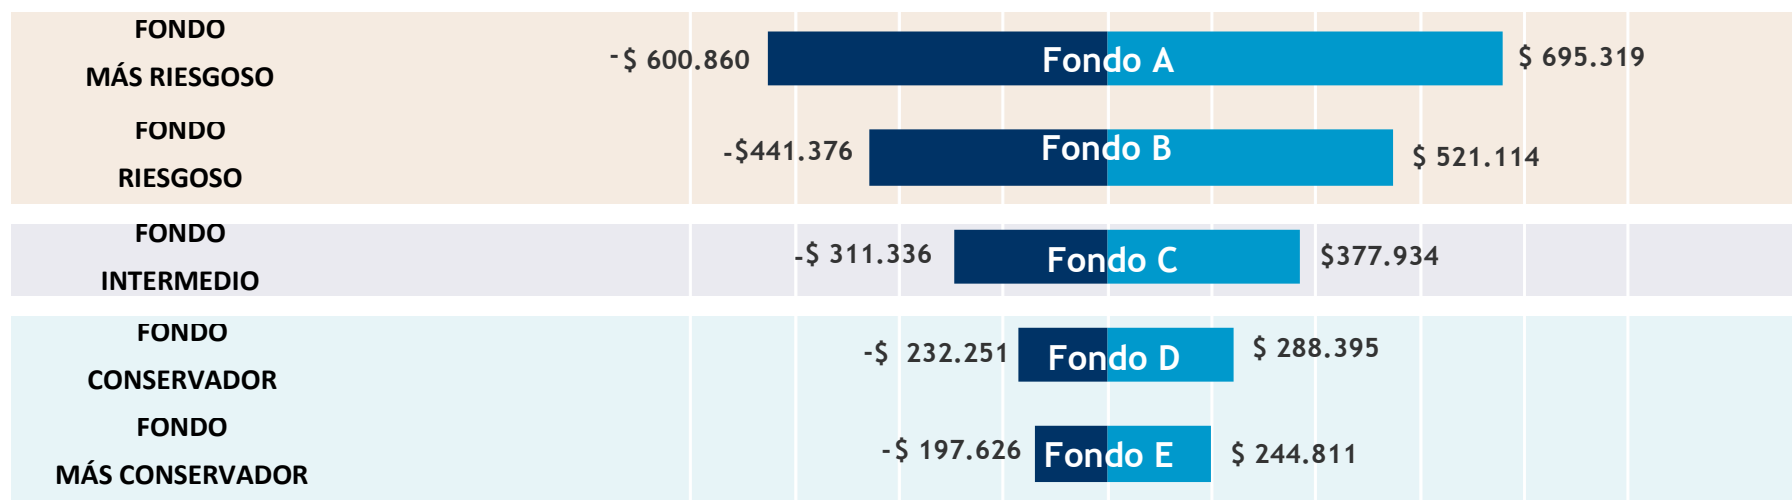 FONDO
MÁS RIESGOSO
-$ 600.860
Fondo A
$ 695.319
FONDO
RIESGOSO
-$441.376
Fondo B
$ 521.114
FONDO
INTERMEDIO
-$ 311.336
Fondo C
$377.934
FONDO
CONSERVADOR
-$ 232.251
Fondo D
$ 288.395
FONDO
MÁS CONSERVADOR
-$ 197.626
Fondo E
$ 244.811